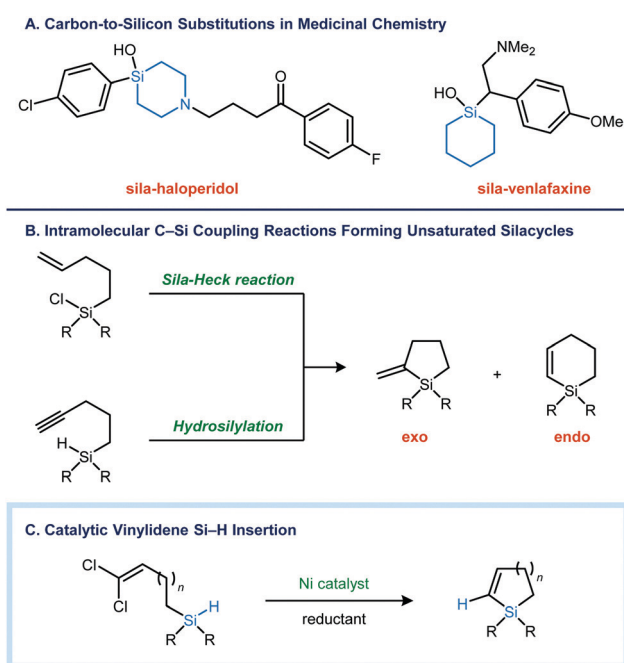 A. Carbon-to-Silicon Substitutions in Medicinal Chemistry
HO
Si
Cl
N
O
F
sila-haloperidol
NMe2
HO
Si
OMe
sila-venlafaxine
B. Intramolecular C–Si Coupling Reactions Forming Unsaturated Silacycles
Cl
Si
R R
Sila-Heck reaction
H
Si
R R
Hydrosilylation
Si
R R
exo
+
Si
R R
endo
C. Catalytic Vinylidene Si–H Insertion
Cl
Cl
( )n
H
Si
R R
Ni catalyst
reductant
( )n
H
Si
R R